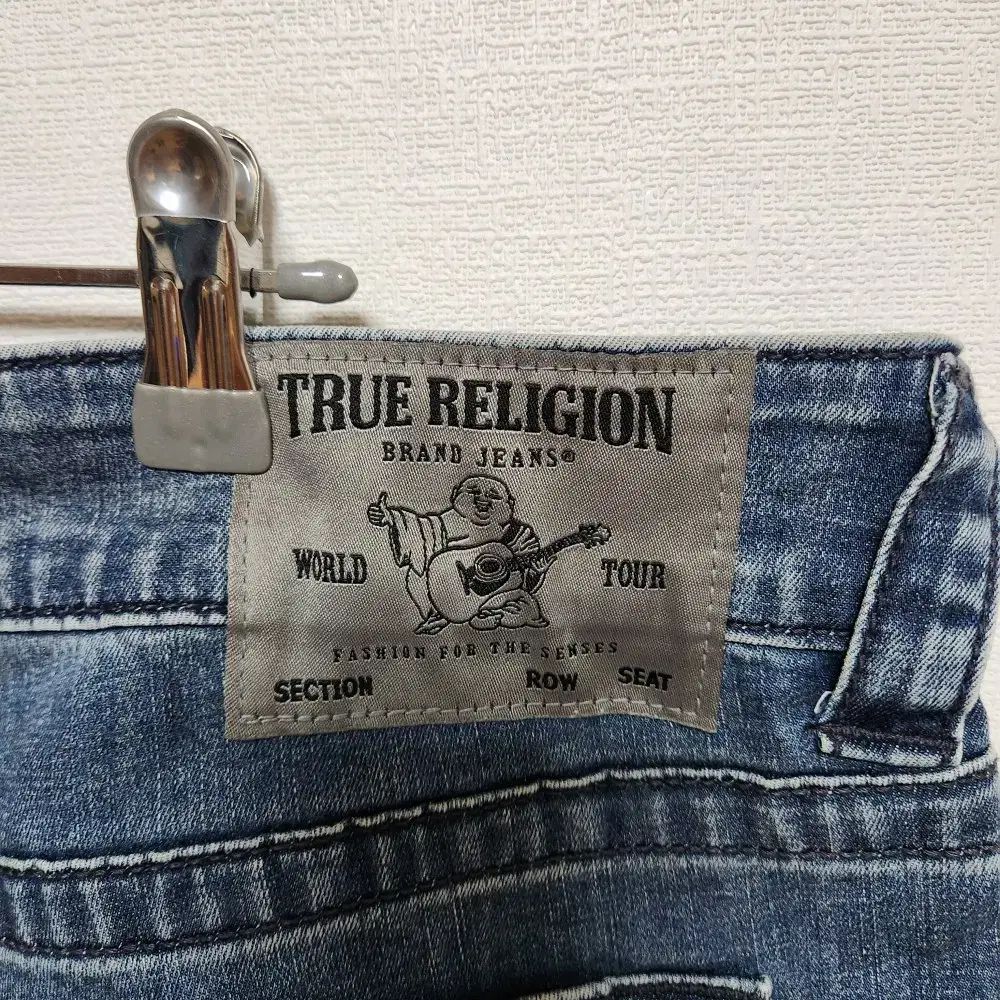 TRUE RELIGION
BRAND JEANS®
WORLD TOUR
FASHION FOR THE SENSES
SECTION ROW SEAT